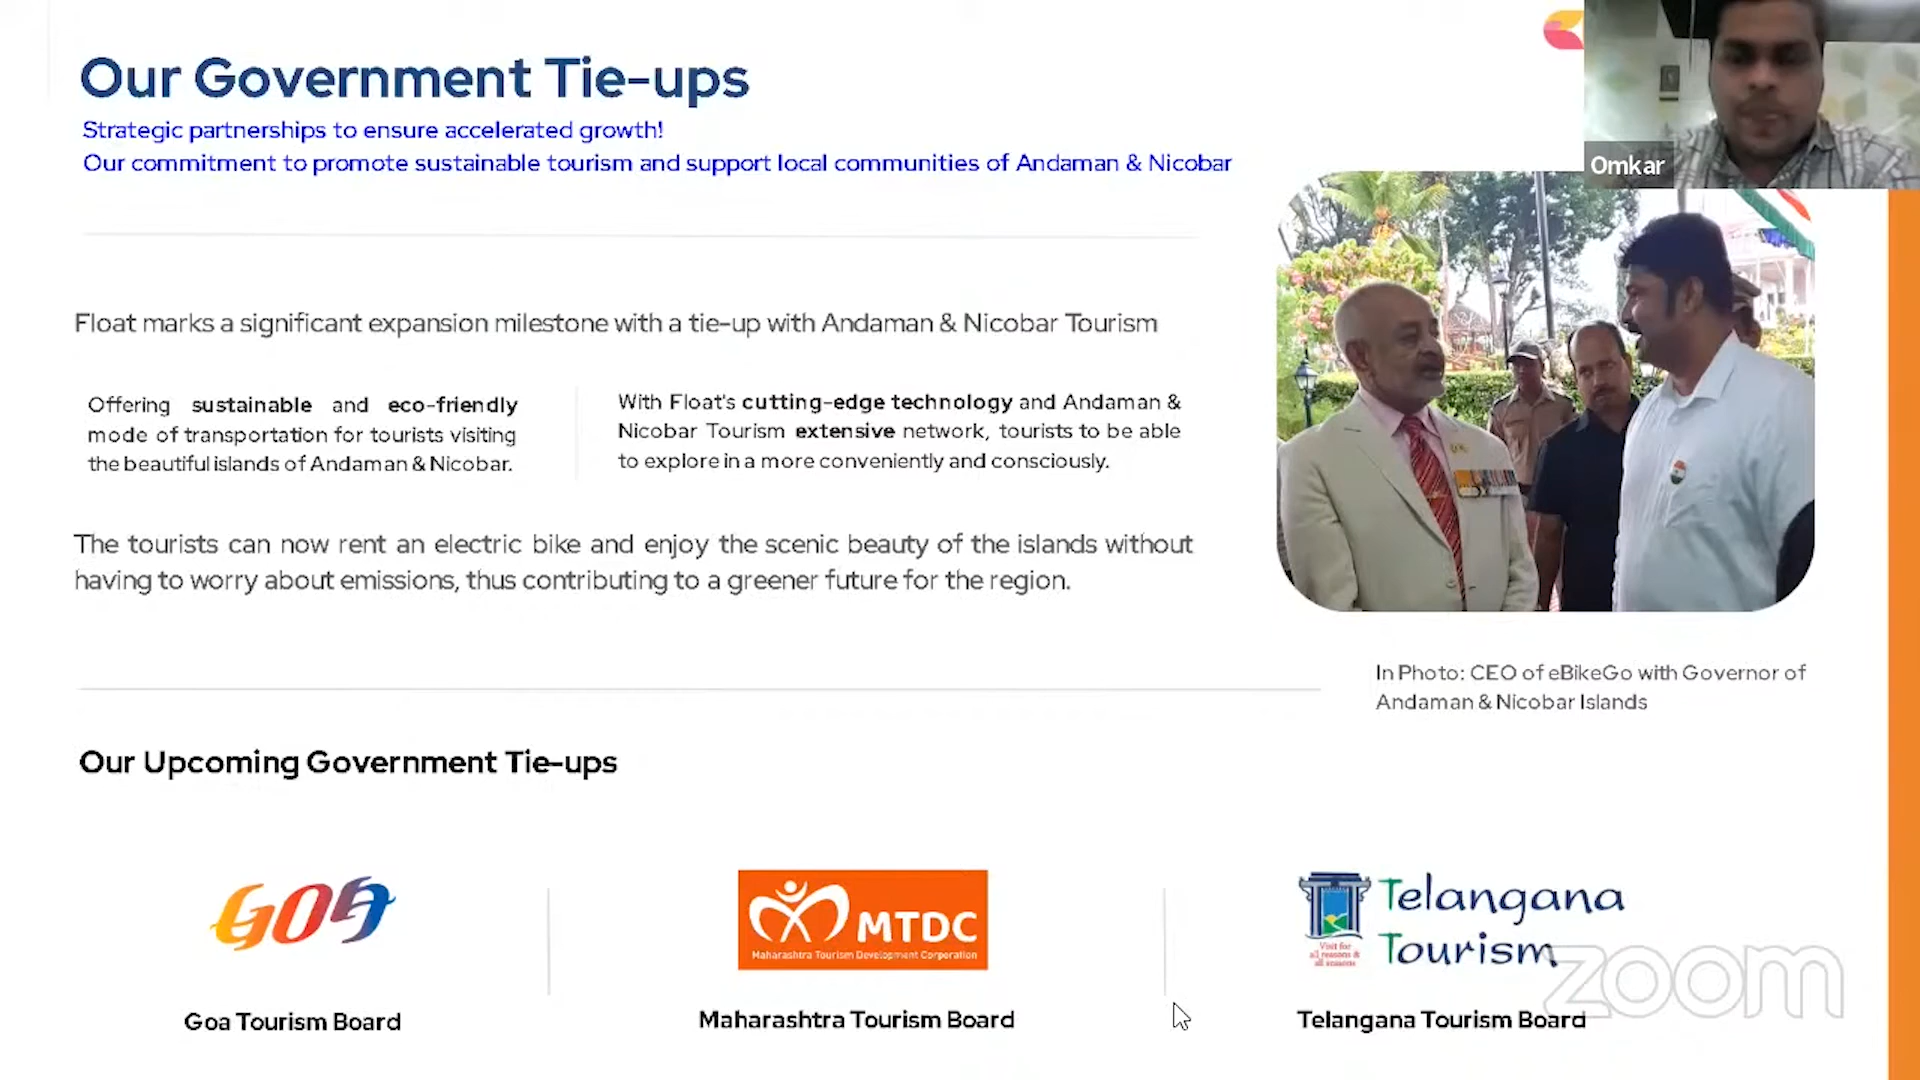 Our Government Tie-ups
Strategic partnerships to ensure accelerated growth!
Our commitment to promote sustainable tourism and support local communities of Andaman & Nicobar
Omkar
Float marks a significant expansion milestone with a tie-up with Andaman & Nicobar Tourism
Offering sustainable and eco-friendly
mode of transportation for tourists visiting
the beautiful islands of Andaman & Nicobar.
With Float's cutting-edge technology and Andaman &
Nicobar Tourism extensive network, tourists to be able
to explore in a more conveniently and consciously.
The tourists can now rent an electric bike and enjoy the scenic beauty of the islands without
having to worry about emissions, thus contributing to a greener future for the region.
In Photo: CEO of eBikeGo with Governor of
Andaman & Nicobar Islands
Our Upcoming Government Tie-ups
GOA
Goa Tourism Board
MTDC
Maharashtra Tourism Development Corporation
Maharashtra Tourism Board
Telangana
Tourism
Visit for
all reasons &
all seasons
Telangana Tourism Board
zoom